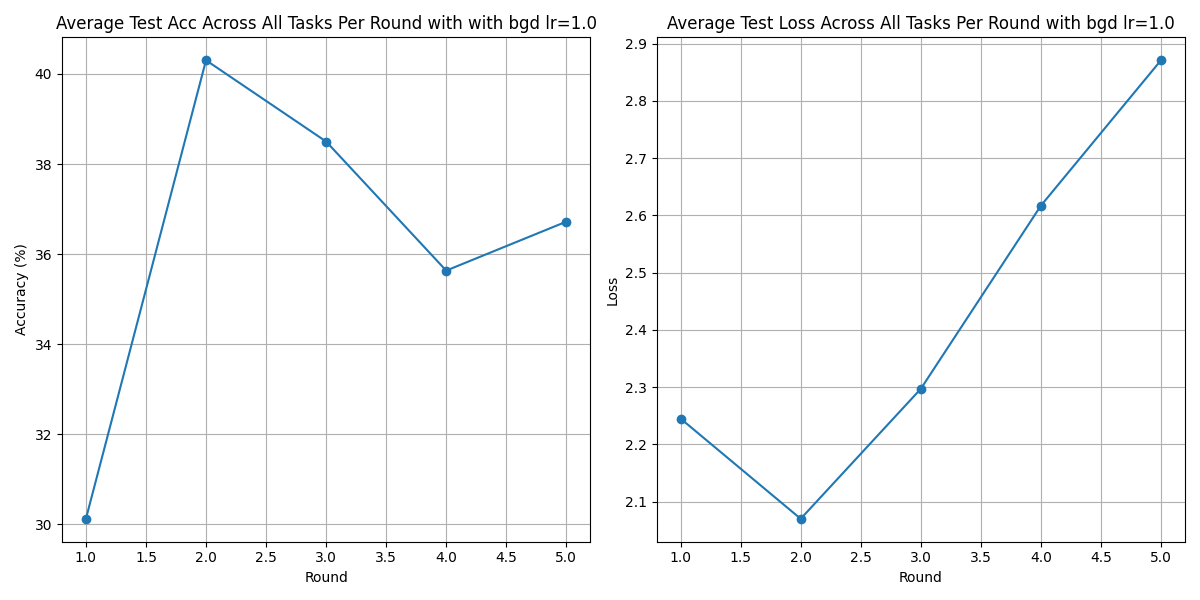 Average Test Acc Across All Tasks Per Round with with bgd lr=1.0
Accuracy (%)
40
38
36
34
32
30
1.0 1.5 2.0 2.5 3.0 3.5 4.0 4.5 5.0
Round
Average Test Loss Across All Tasks Per Round with bgd lr=1.0
Loss
2.9
2.8
2.7
2.6
2.5
2.4
2.3
2.2
2.1
1.0 1.5 2.0 2.5 3.0 3.5 4.0 4.5 5.0
Round